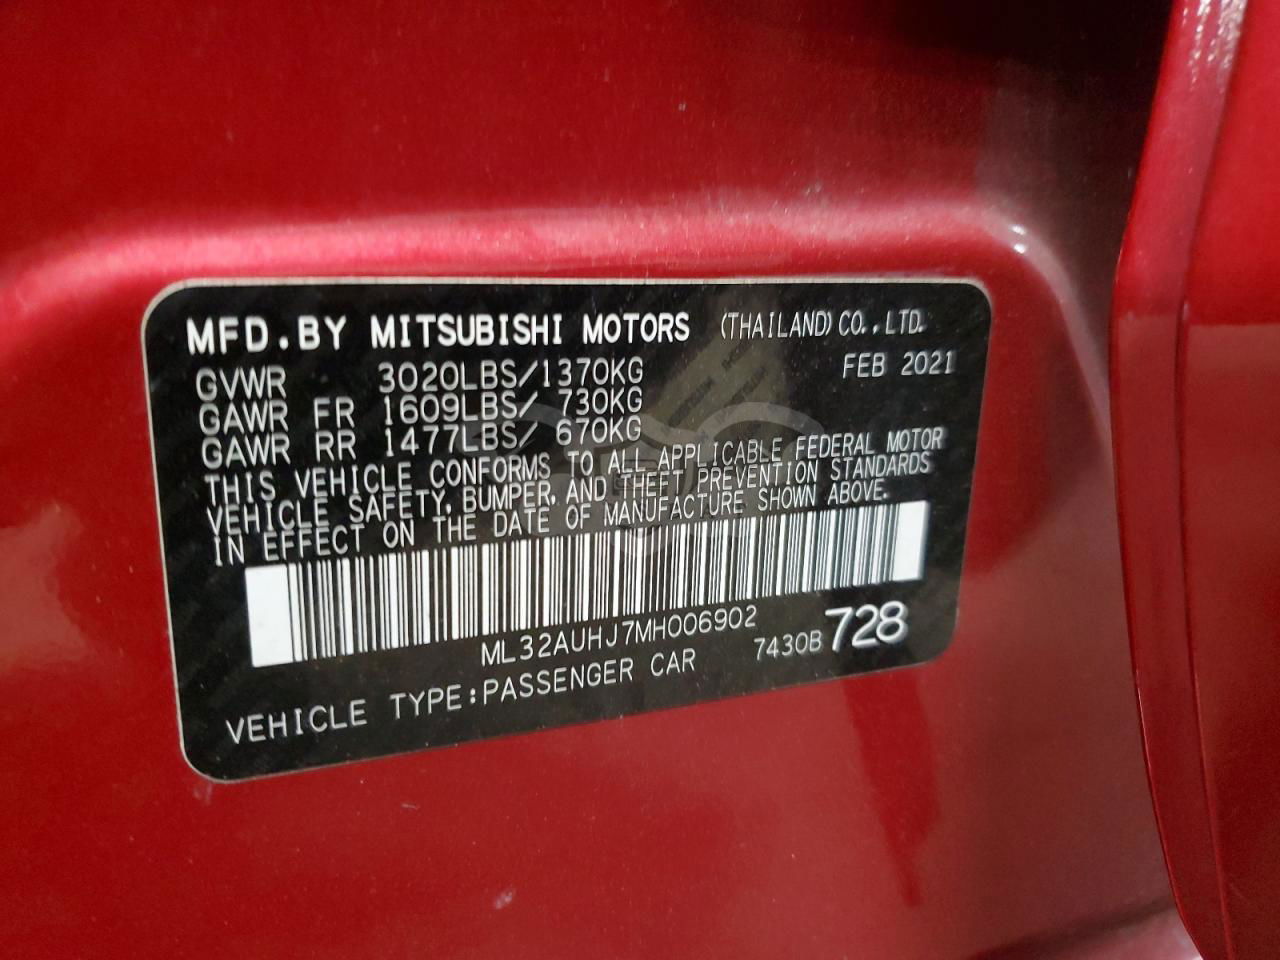 MFD.BY MITSUBISHI MOTORS (THAILAND) CO.,LTD.
FEB 2021
GVWR 3020LBS/1370KG
GAWR FR 1609LBS/ 730KG
GAWR RR 1477LBS/ 670KG
THIS VEHICLE CONFORMS TO ALL APPLICABLE FEDERAL MOTOR
VEHICLE SAFETY, BUMPER, AND THEFT PREVENTION STANDARDS
IN EFFECT ON THE DATE OF MANUFACTURE SHOWN ABOVE.
ML32AUHJ7MH006902
7430B 728
VEHICLE TYPE:PASSENGER CAR